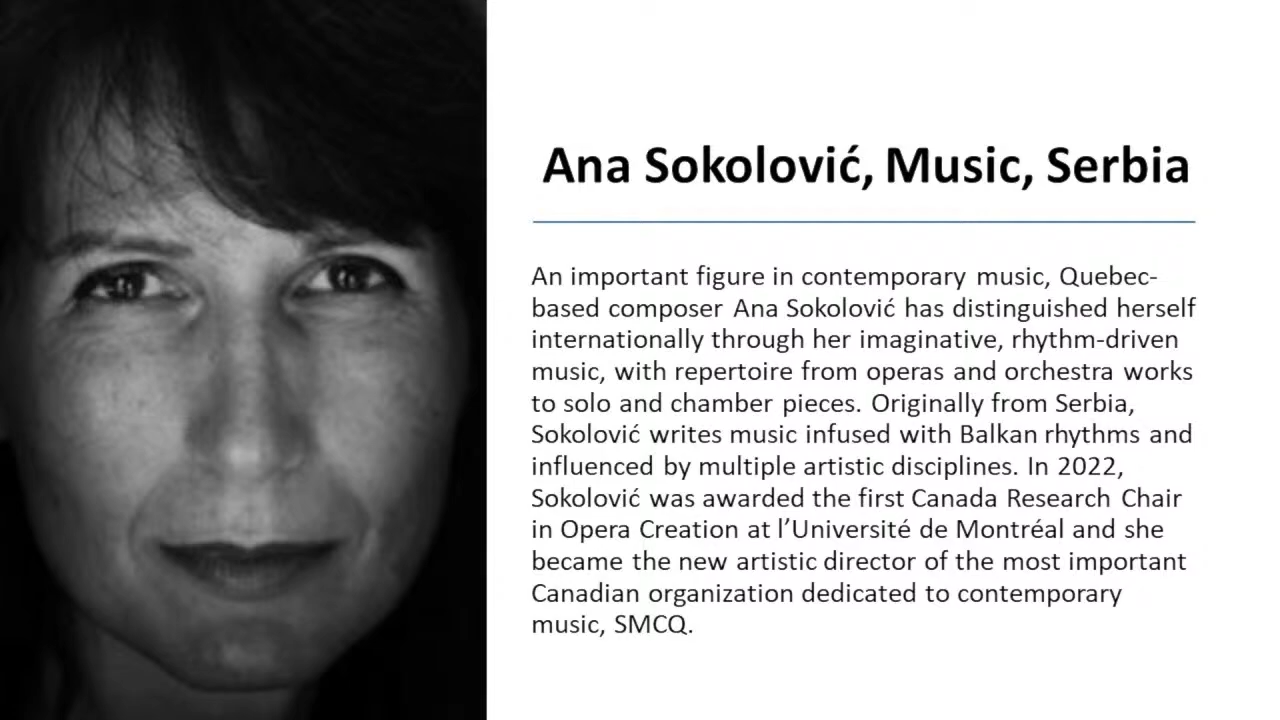 Ana Sokolović, Music, Serbia
An important figure in contemporary music, Quebec-
based composer Ana Sokolović has distinguished herself
internationally through her imaginative, rhythm-driven
music, with repertoire from operas and orchestra works
to solo and chamber pieces. Originally from Serbia,
Sokolović writes music infused with Balkan rhythms and
influenced by multiple artistic disciplines. In 2022,
Sokolović was awarded the first Canada Research Chair
in Opera Creation at l’Université de Montréal and she
became the new artistic director of the most important
Canadian organization dedicated to contemporary
music, SMCQ.